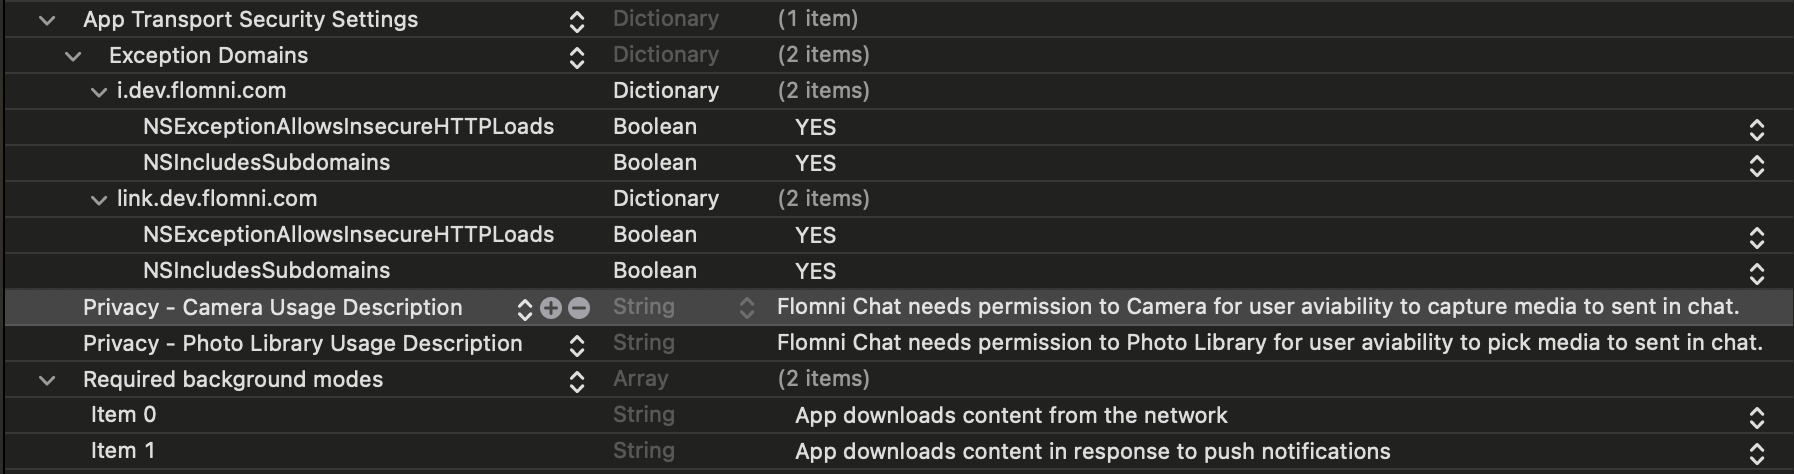 App Transport Security Settings Dictionary (1 item)
Exception Domains Dictionary (2 items)
i.dev.flomni.com Dictionary (2 items)
NSExceptionAllowsInsecureHTTPLoads Boolean YES
NSIncludesSubdomains Boolean YES
link.dev.flomni.com Dictionary (2 items)
NSExceptionAllowsInsecureHTTPLoads Boolean YES
NSIncludesSubdomains Boolean YES
Privacy - Camera Usage Description String Flomni Chat needs permission to Camera for user aviability to capture media to sent in chat.
Privacy - Photo Library Usage Description String Flomni Chat needs permission to Photo Library for user aviability to pick media to sent in chat.
Required background modes Array (2 items)
Item 0 String App downloads content from the network
Item 1 String App downloads content in response to push notifications